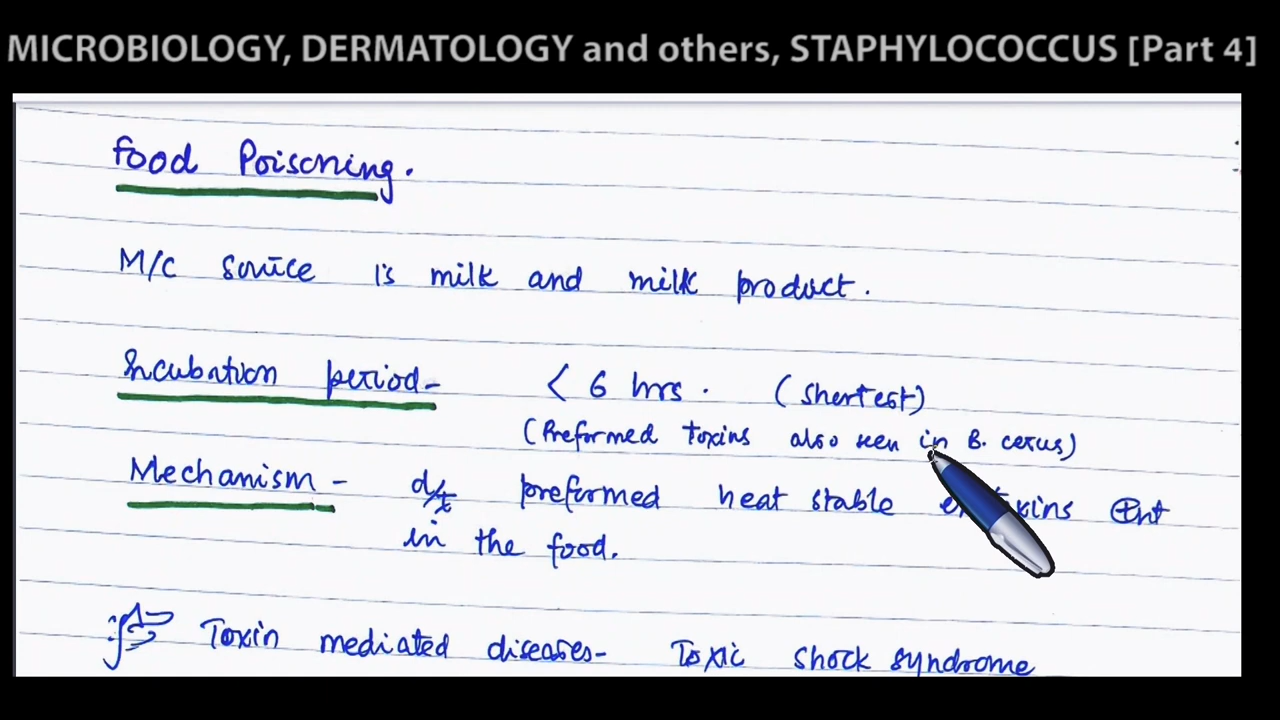 MICROBIOLOGY, DERMATOLOGY and others, STAPHYLOCOCCUS [Part 4]
Food Poisoning.
M/C source is milk and milk product.
Incubation period- < 6 hrs. (shortest)
(Preformed toxins also seen in B. cerus)
Mechanism - d/t preformed heat stable ⊕nt
in the food.
Toxin mediated diseases- Toxic shock syndrome